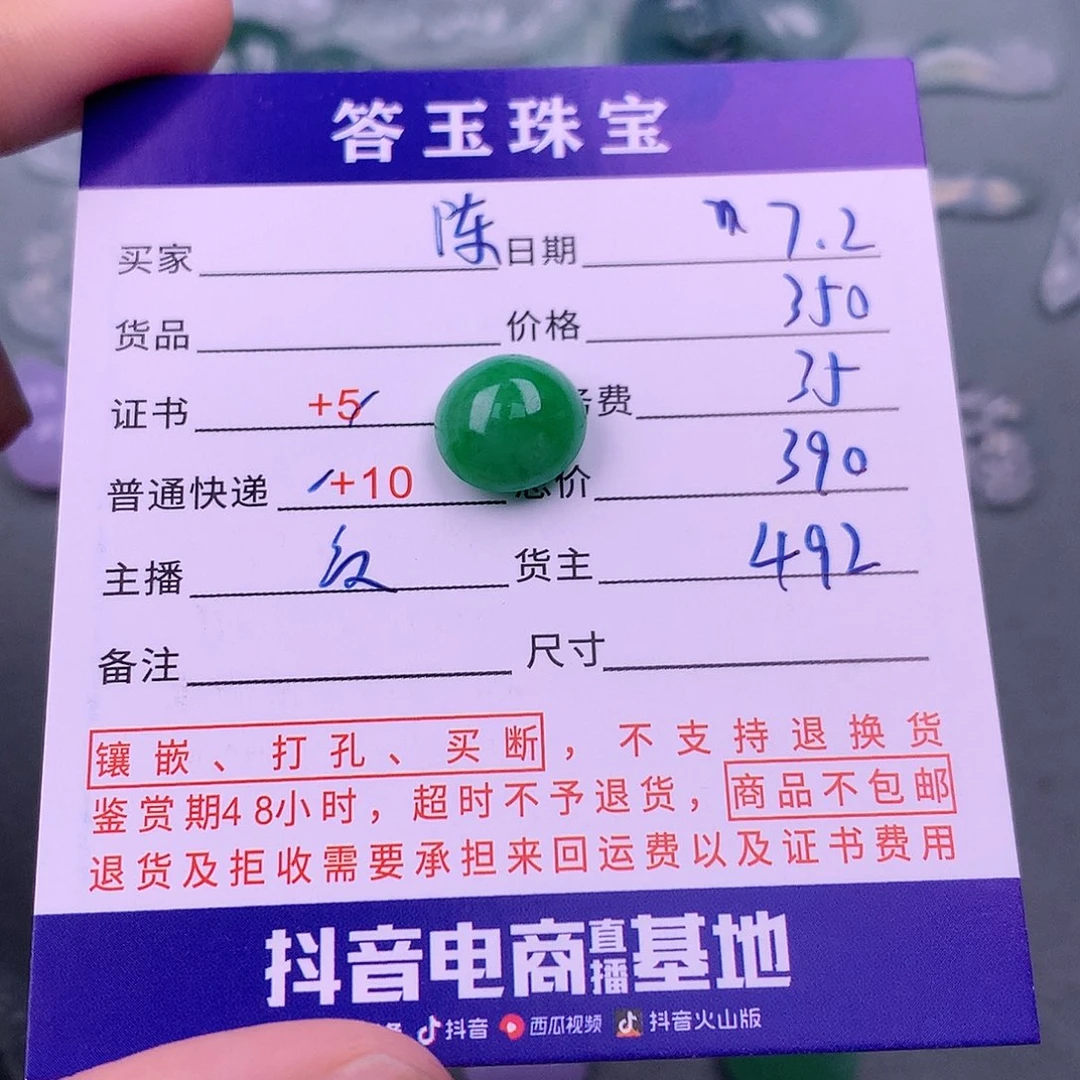 答玉珠宝
买家 陈 日期 7.2
货品 价格 350
证书 +5 费 35
普通快递 +10 总价 390
主播 货主 492
备注 尺寸
镶嵌、打孔、买断，不支持退换货
鉴赏期48小时，超时不予退货，商品不包邮
退货及拒收需要承担来回运费以及证书费用
抖音电商直播基地
抖音 西瓜视频 抖音火山版